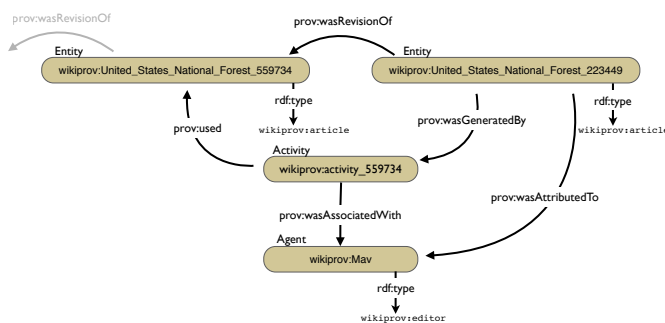 prov:wasRevisionOf
prov:wasRevisionOf
Entity
Entity
wikiprov:United_States_National_Forest_559734
wikiprov:United_States_National_Forest_223449
rdf:type
rdf:type
prov:wasGeneratedBy
prov:used
wikiprov:article
wikiprov:article
Activity
wikiprov:activity_559734
prov:wasAttributedTo
prov:wasAssociatedWith
Agent
wikiprov:Mav
rdf:type
wikiprov:editor